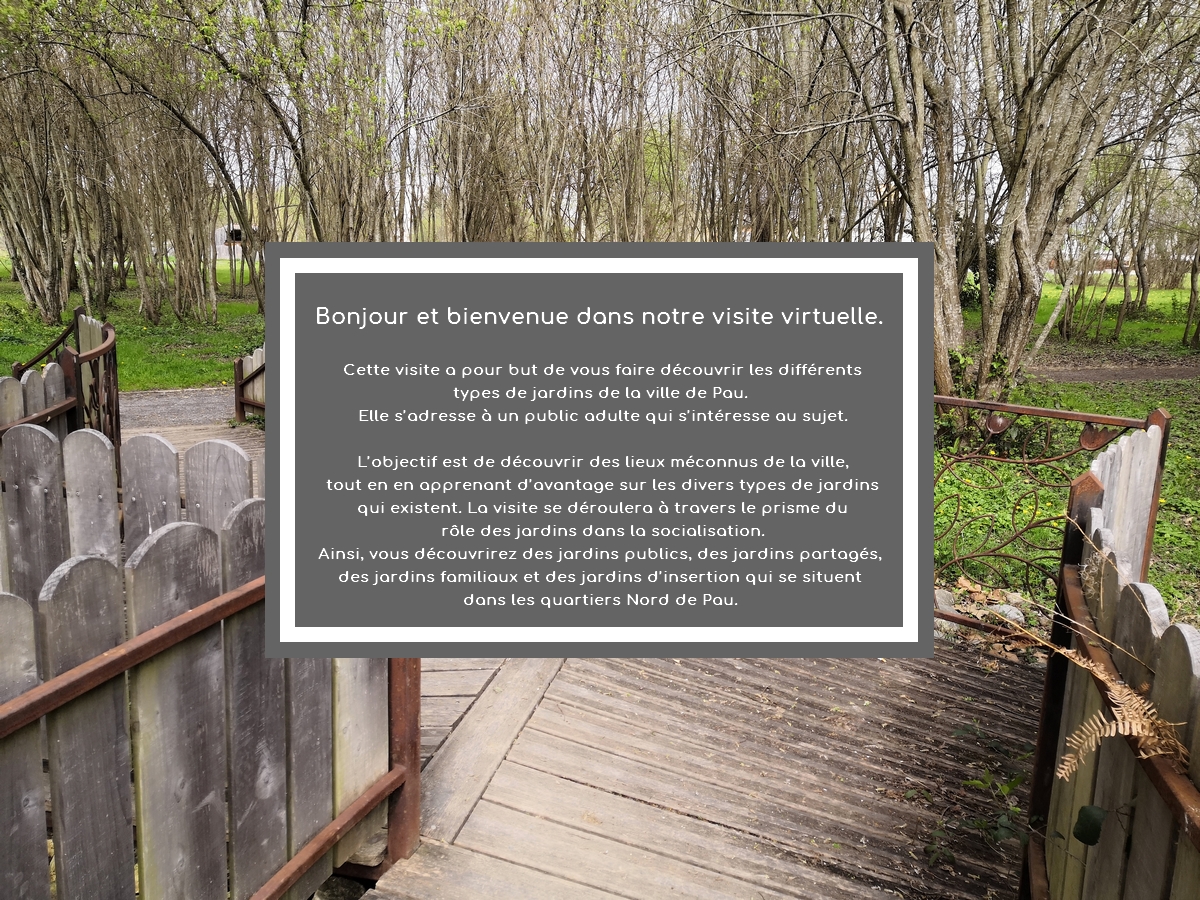 Bonjour et bienvenue dans notre visite virtuelle.
Cette visite a pour but de vous faire découvrir les différents
types de jardins de la ville de Pau.
Elle s'adresse à un public adulte qui s'intéresse au sujet.
L'objectif est de découvrir des lieux méconnus de la ville,
tout en en apprenant d'avantage sur les divers types de jardins
qui existent. La visite se déroulera à travers le prisme du
rôle des jardins dans la socialisation.
Ainsi, vous découvrirez des jardins publics, des jardins partagés,
des jardins familiaux et des jardins d'insertion qui se situent
dans les quartiers Nord de Pau.